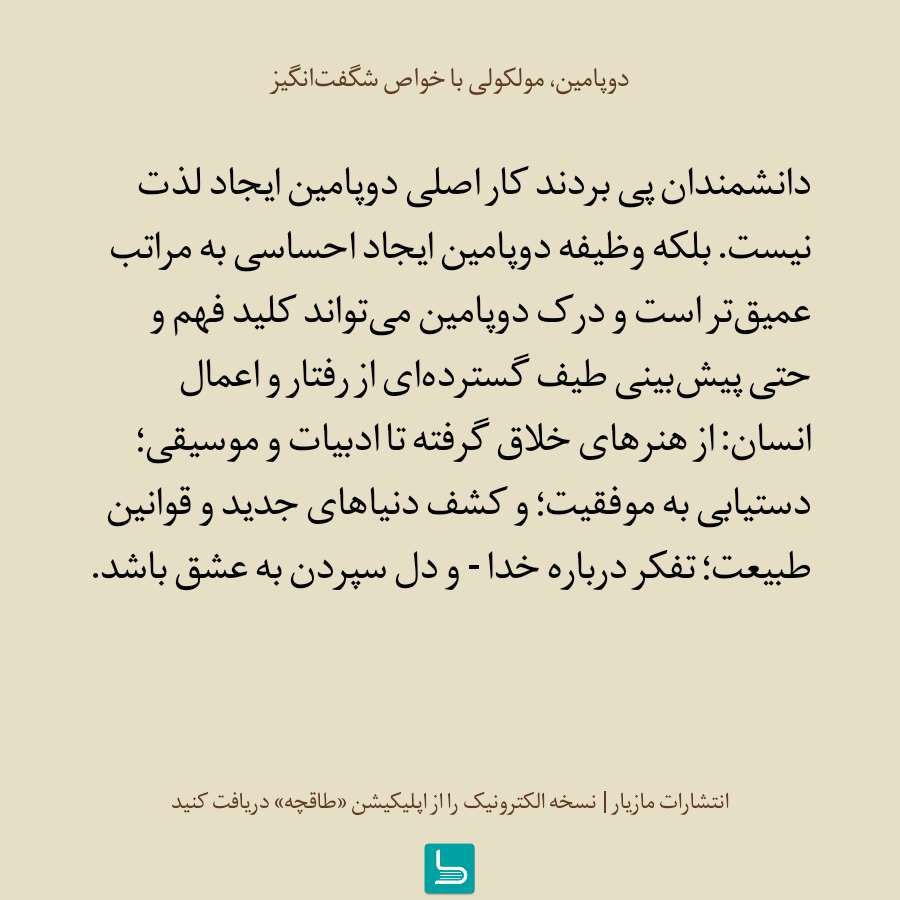 دوپامین، مولکولی با خواص شگفت‌انگیز
دانشمندان پی بردند کار اصلی دوپامین ایجاد لذت
نیست. بلکه وظیفه دوپامین ایجاد احساسی به مراتب
عمیق‌تر است و درک دوپامین می‌تواند کلید فهم و
حتی پیش‌بینی طیف گسترده‌ای از رفتار و اعمال
انسان: از هنرهای خلاق گرفته تا ادبیات و موسیقی؛
دستیابی به موفقیت؛ و کشف دنیاهای جدید و قوانین
طبیعت؛ تفکر درباره خدا - و دل سپردن به عشق باشد.
انتشارات مازیار | نسخه الکترونیک را از اپلیکیشن «طاقچه» دریافت کنید